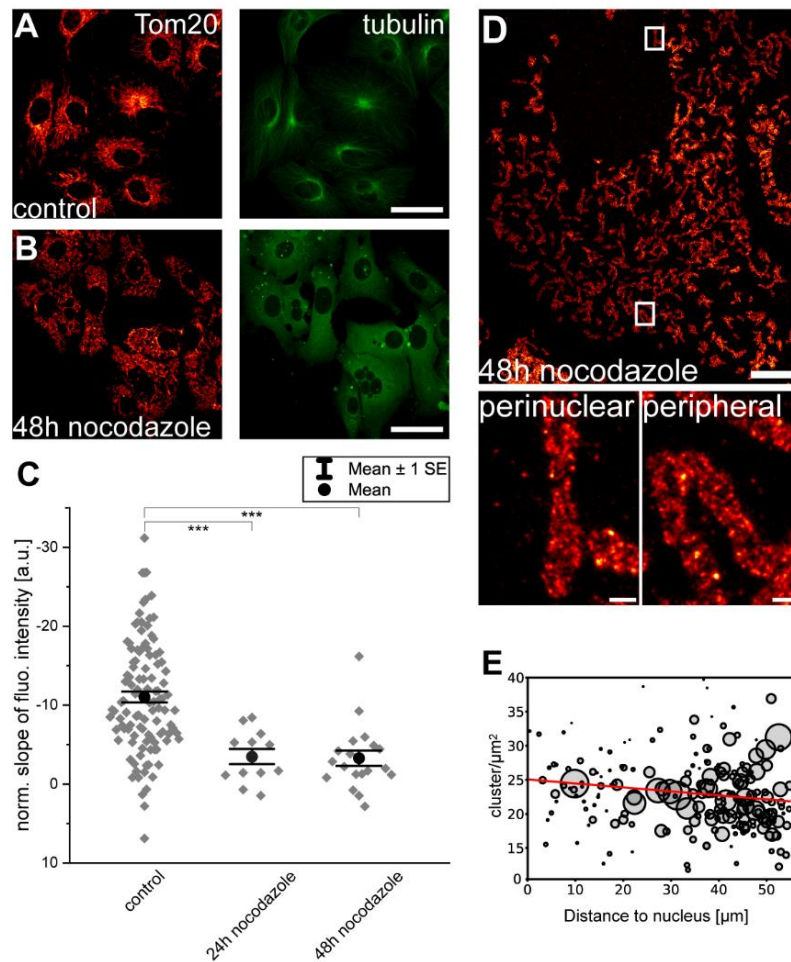 A
Tom20
tubulin
control
B
48h nocodazole
C
Mean ± 1 SE
Mean
***
***
norm. slope of fluo. intensity [a.u.]
-30
-20
-10
0
10
control
24h nocodazole
48h nocodazole
D
48h nocodazole
perinuclear
peripheral
E
cluster/µm²
40
35
30
25
20
15
0
0
10
20
30
40
50
Distance to nucleus [µm]